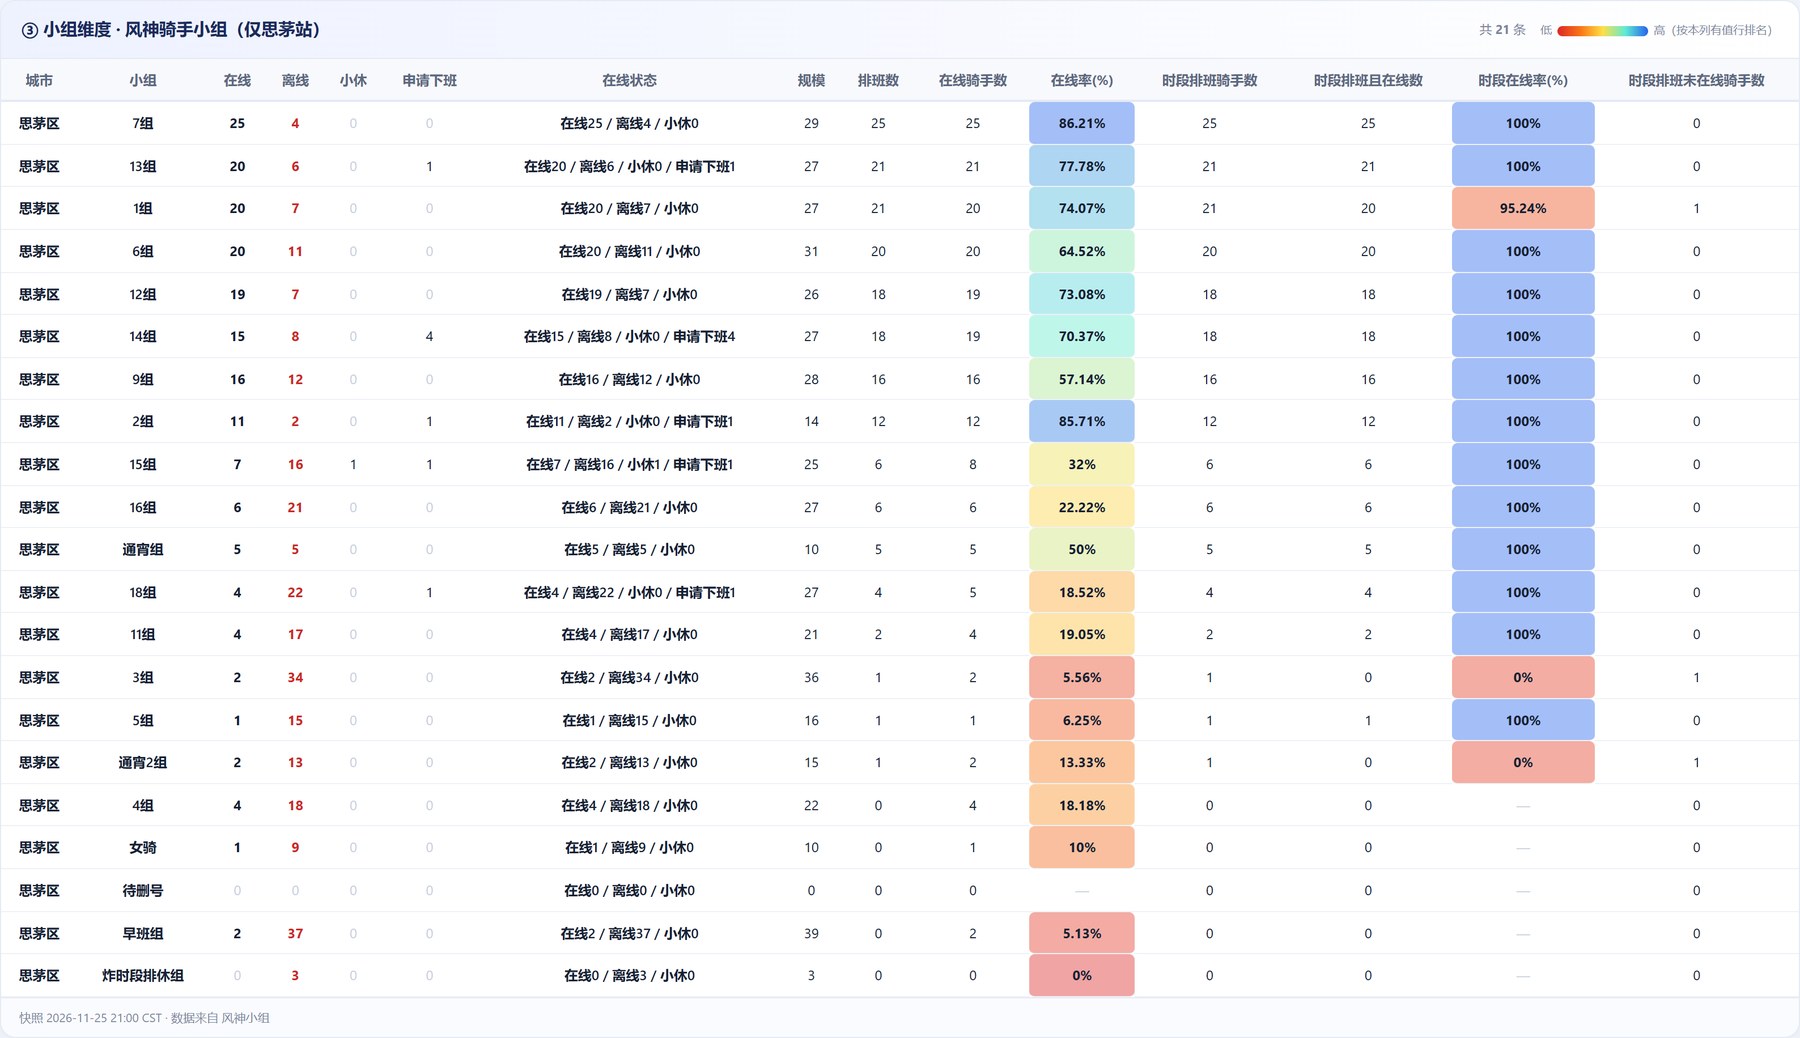 ③ 小组维度 · 风神骑手小组（仅思茅站）
共 21 条 低 高 (按本列有值行排名)
城市 小组 在线 离线 小休 申请下班 在线状态 规模 排班数 在线骑手数 在线率(%) 时段排班骑手数 时段排班且在线数 时段在线率(%) 时段排班未在线骑手数
思茅区 7组 25 4 0 0 在线25 / 离线4 / 小休0 29 25 25 86.21% 25 25 100% 0
思茅区 13组 20 6 0 1 在线20 / 离线6 / 小休0 / 申请下班1 27 21 21 77.78% 21 21 100% 0
思茅区 1组 20 7 0 0 在线20 / 离线7 / 小休0 27 21 20 74.07% 21 20 95.24% 1
思茅区 6组 20 11 0 0 在线20 / 离线11 / 小休0 31 20 20 64.52% 20 20 100% 0
思茅区 12组 19 7 0 0 在线19 / 离线7 / 小休0 26 18 19 73.08% 18 18 100% 0
思茅区 14组 15 8 0 4 在线15 / 离线8 / 小休0 / 申请下班4 27 18 19 70.37% 18 18 100% 0
思茅区 9组 16 12 0 0 在线16 / 离线12 / 小休0 28 16 16 57.14% 16 16 100% 0
思茅区 2组 11 2 0 1 在线11 / 离线2 / 小休0 / 申请下班1 14 12 12 85.71% 12 12 100% 0
思茅区 15组 7 16 1 1 在线7 / 离线16 / 小休1 / 申请下班1 25 6 8 32% 6 6 100% 0
思茅区 16组 6 21 0 0 在线6 / 离线21 / 小休0 27 6 6 22.22% 6 6 100% 0
思茅区 通宵组 5 5 0 0 在线5 / 离线5 / 小休0 10 5 5 50% 5 5 100% 0
思茅区 18组 4 22 0 1 在线4 / 离线22 / 小休0 / 申请下班1 27 4 5 18.52% 4 4 100% 0
思茅区 11组 4 17 0 0 在线4 / 离线17 / 小休0 21 2 4 19.05% 2 2 100% 0
思茅区 3组 2 34 0 0 在线2 / 离线34 / 小休0 36 1 2 5.56% 1 0 0% 1
思茅区 5组 1 15 0 0 在线1 / 离线15 / 小休0 16 1 1 6.25% 1 1 100% 0
思茅区 通宵2组 2 13 0 0 在线2 / 离线13 / 小休0 15 1 2 13.33% 1 0 0% 1
思茅区 4组 4 18 0 0 在线4 / 离线18 / 小休0 22 0 4 18.18% 0 0 — 0
思茅区 女骑 1 9 0 0 在线1 / 离线9 / 小休0 10 0 1 10% 0 0 — 0
思茅区 待删号 0 0 0 0 在线0 / 离线0 / 小休0 0 0 0 — 0 0 — 0
思茅区 早班组 2 37 0 0 在线2 / 离线37 / 小休0 39 0 2 5.13% 0 0 — 0
思茅区 炸时段排休组 0 3 0 0 在线0 / 离线3 / 小休0 3 0 0 0% 0 0 — 0
快照 2026-11-25 21:00 CST · 数据来自 风神小组